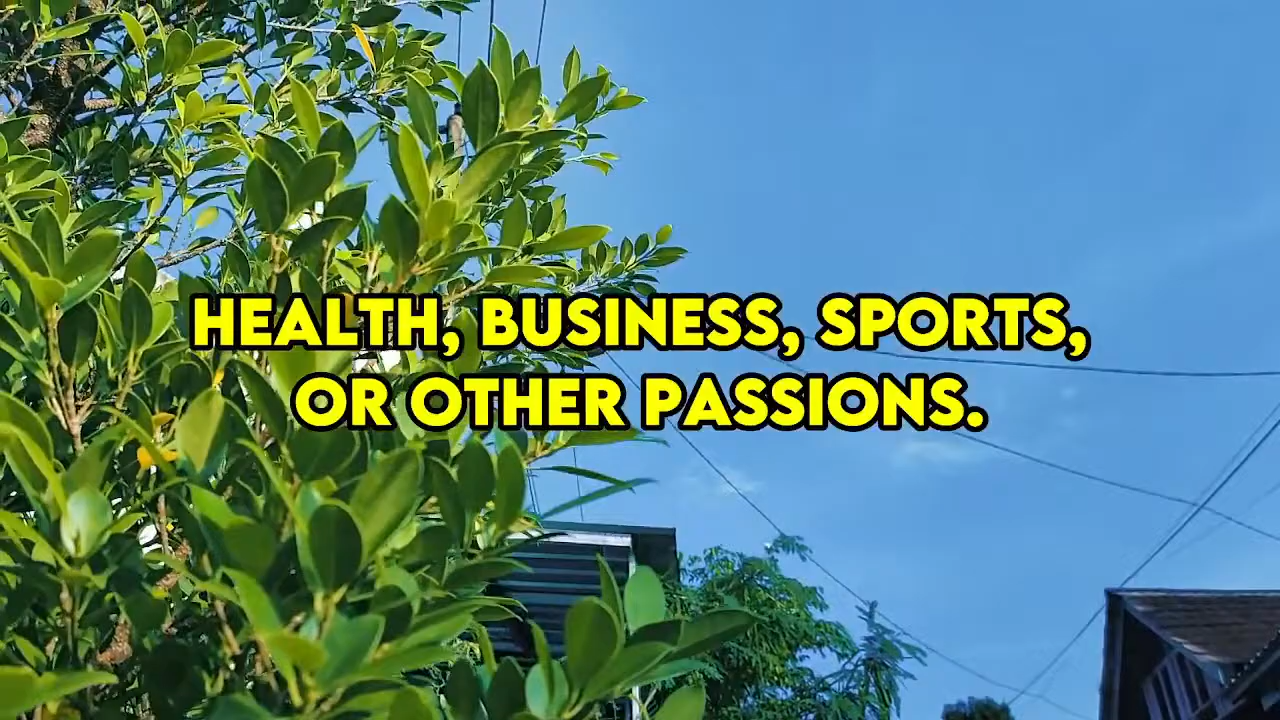 HEALTH, BUSINESS, SPORTS,
OR OTHER PASSIONS.